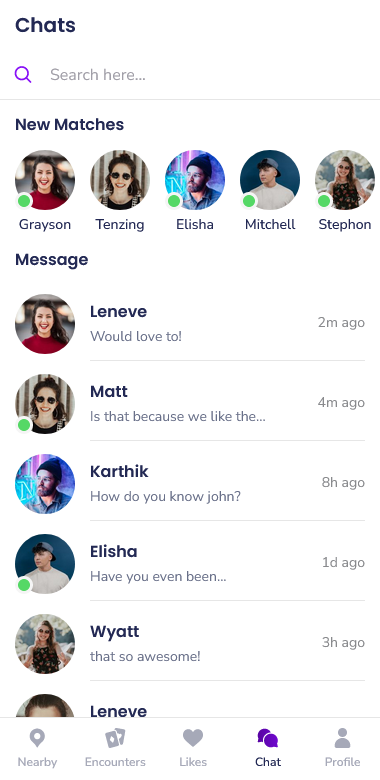 Chats
Search here...
New Matches
Grayson Tenzing Elisha Mitchell Stephon
Message
Leneve
2m ago
Would love to!
Matt
4m ago
Is that because we like the...
Karthik
8h ago
How do you know john?
Elisha
1d ago
Have you even been...
Wyatt
3h ago
that so awesome!
Leneve
Nearby Encounters Likes Chat Profile